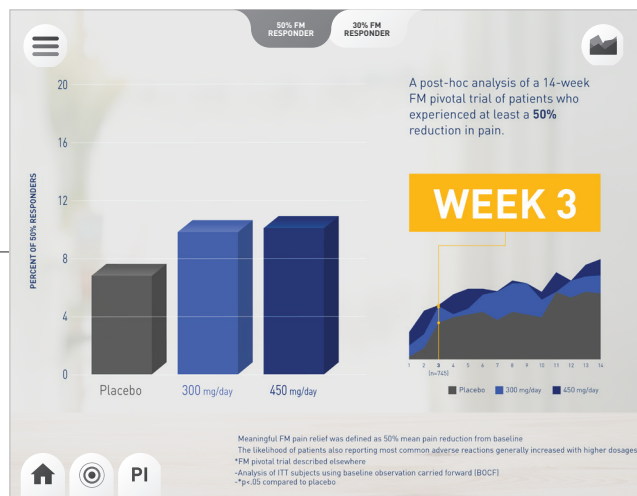 50% FM
RESPONDER
30% FM
RESPONDER
20
16
12
8
4
0
PERCENT OF 50% RESPONDERS
Placebo
300 mg/day
450 mg/day
A post-hoc analysis of a 14-week
FM pivotal trial of patients who
experienced at least a 50%
reduction in pain.
WEEK 3
1 2 3 4 5 6 7 8 9 10 11 12 13 14
(n=745)
Placebo 300 mg/day 450 mg/day
Meaningful FM pain relief was defined as 50% mean pain reduction from baseline
The likelihood of patients also reporting most common adverse reactions generally increased with higher dosages
*FM pivotal trial described elsewhere
-Analysis of ITT subjects using baseline observation carried forward (BOCF)
-*p<.05 compared to placebo
PI